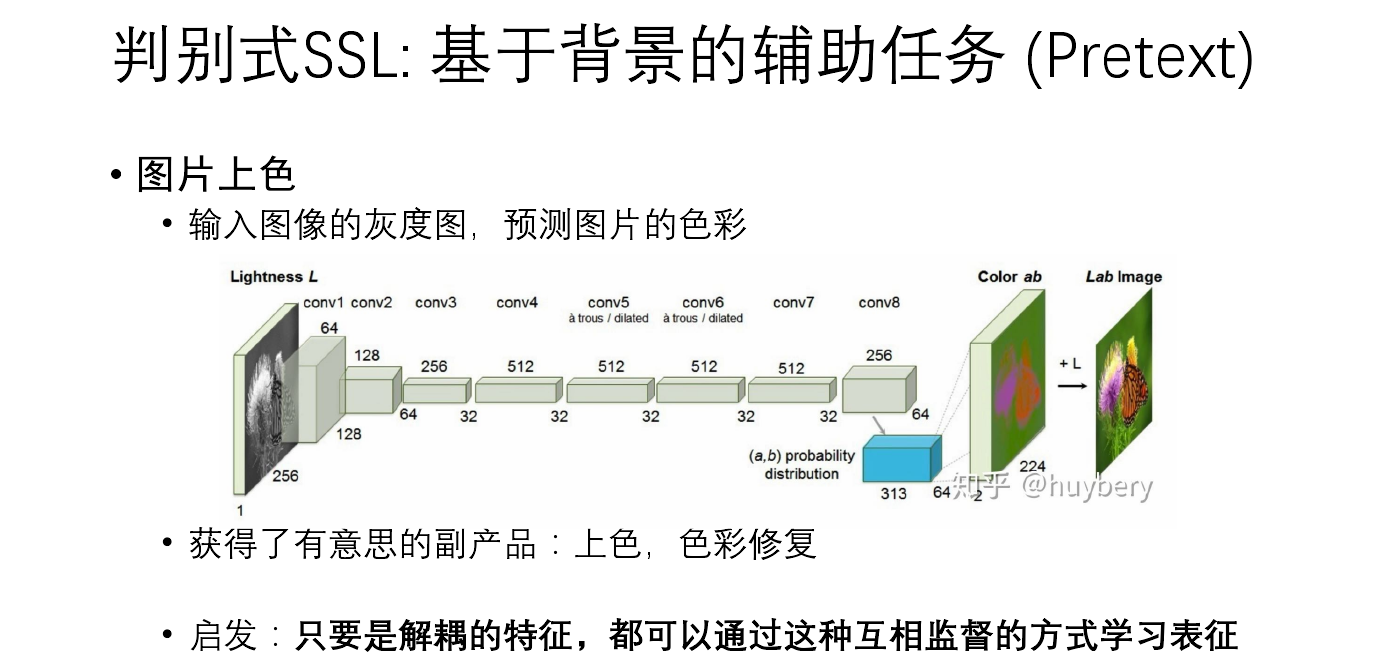 判别式SSL: 基于背景的辅助任务 (Pretext)
• 图片上色
• 输入图像的灰度图，预测图片的色彩
Lightness L
Color ab
Lab Image
conv1 conv2 conv3 conv4 conv5 conv6 conv7 conv8
à trous / dilated à trous / dilated
64
128
256 512 512 512 512 256
+ L
64 32 32 32 32 32 64
128
(a,b) probability
distribution
256
224
313 64 2
知乎 @huybery
1
• 获得了有意思的副产品：上色，色彩修复
• 启发：只要是解耦的特征，都可以通过这种互相监督的方式学习表征